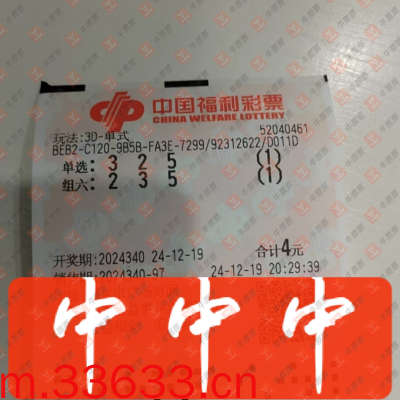 中国福利彩票
CHINA WELFARE LOTTERY
玩法:3D-单式 52040461
BEB2-C120-9B5B-FA3E-7299/92312622/D011D
单选: 3 2 5 (1)
组六: 2 3 5 (1)
开奖期:2024340 24-12-19 合计4元
2024340-97 24-12-19 20:29:39
中 中 中
m.33633.cn